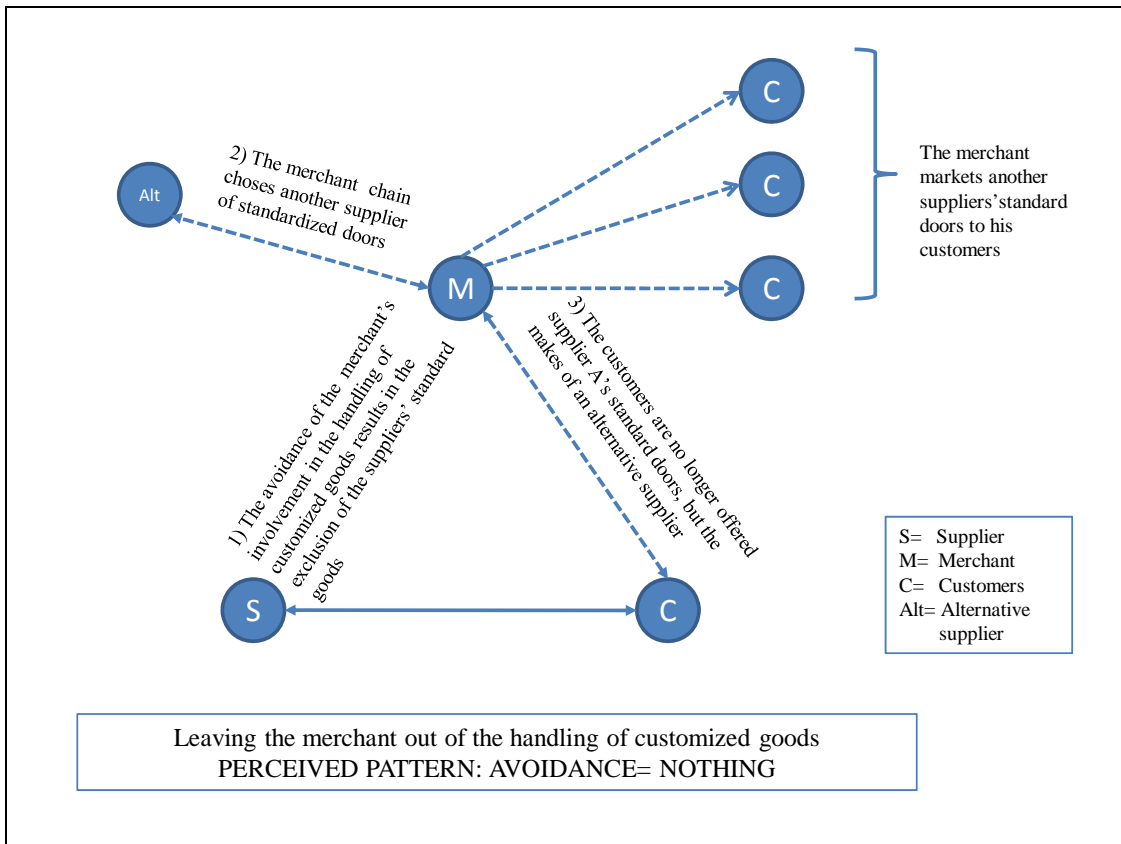 C
C
C
The merchant
markets another
suppliers’standard
doors to his
customers
Alt
2) The merchant chain
choses another supplier
of standardized doors
M
1) The avoidance of the merchant’s
involvement in the handling of
customized goods results in the
exclusion of the suppliers’ standard
goods
3) The customers are no longer offered
supplier A’s standard doors, but the
makes of an alternative supplier
S
C
S= Supplier
M= Merchant
C= Customers
Alt= Alternative
supplier
Leaving the merchant out of the handling of customized goods
PERCEIVED PATTERN: AVOIDANCE= NOTHING